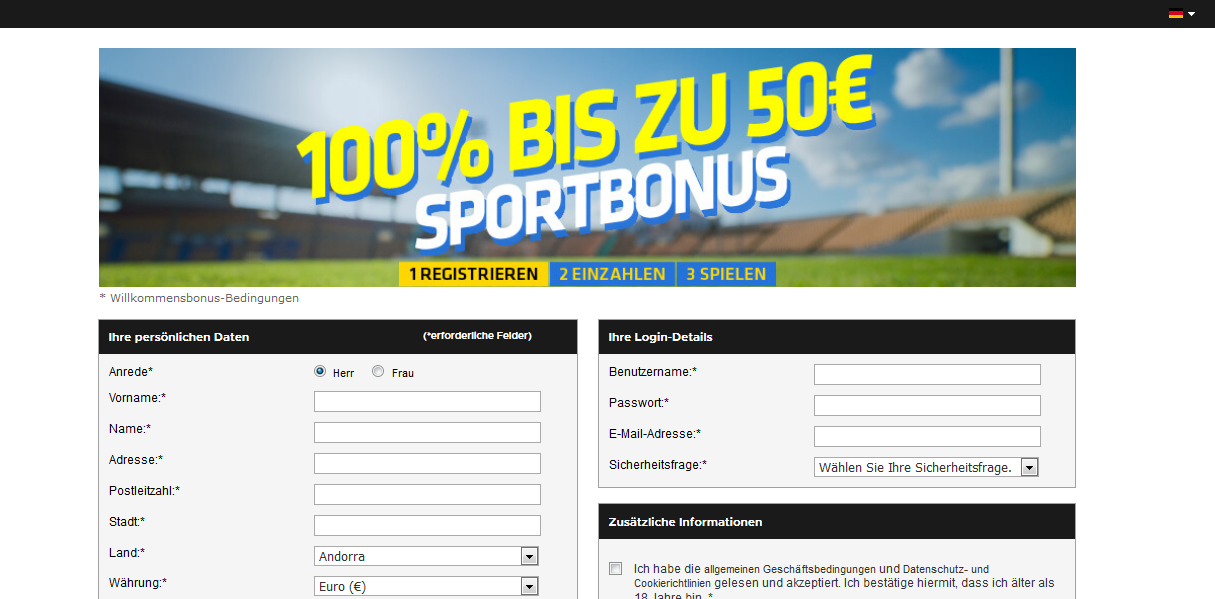 100% BIS ZU 50€
SPORTBONUS
1 REGISTRIEREN 2 EINZAHLEN 3 SPIELEN
* Willkommensbonus-Bedingungen
Ihre persönlichen Daten (*erforderliche Felder)
Anrede* Herr Frau
Vorname:*
Name:*
Adresse:*
Postleitzahl:*
Stadt:*
Land:* Andorra
Währung:* Euro (€)
Ihre Login-Details
Benutzername:*
Passwort:*
E-Mail-Adresse:*
Sicherheitsfrage:* Wählen Sie Ihre Sicherheitsfrage.
Zusätzliche Informationen
Ich habe die allgemeinen Geschäftsbedingungen und Datenschutz- und
Cookierichtlinien gelesen und akzeptiert. Ich bestätige hiermit, dass ich älter als
18 Jahre bin. *